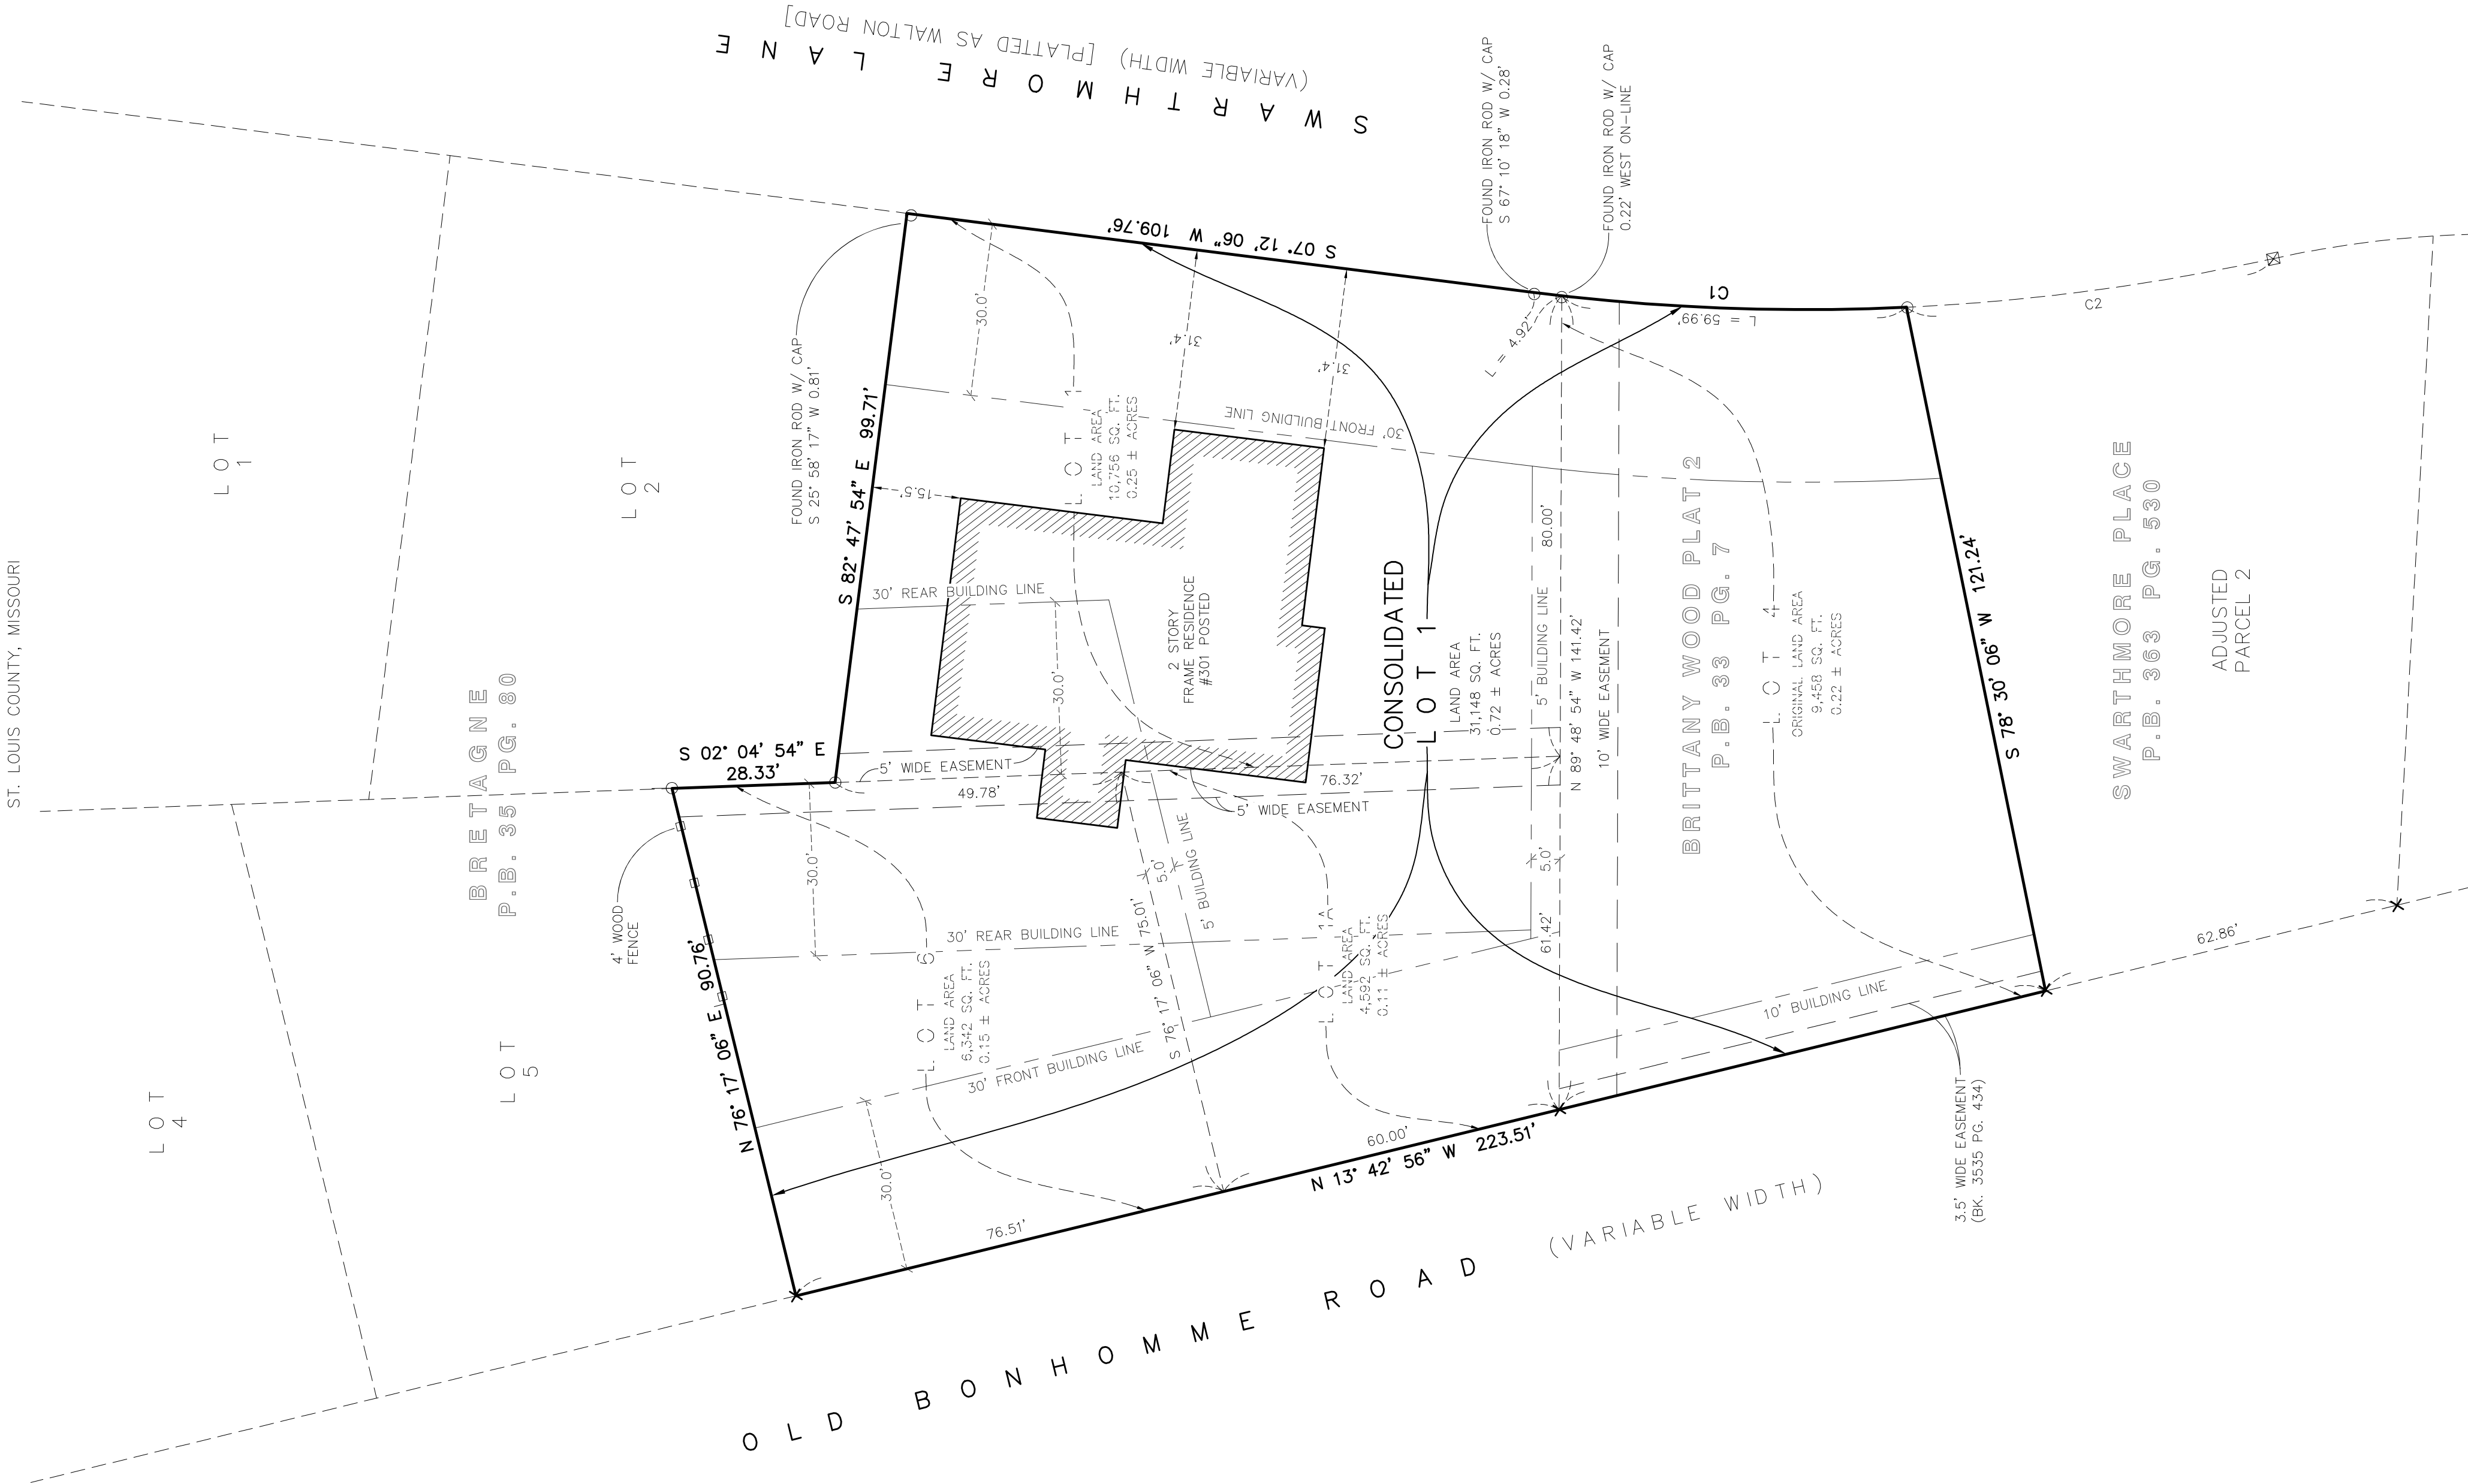 ST. LOUIS COUNTY, MISSOURI
SWARTHMORE LANE
(VARIABLE WIDTH) [PLATTED AS WALTON ROAD]
LOT
1
LOT
2
LOT
4
LOT
5
BRETAGNE
P.B. 35 PG. 80
FOUND IRON ROD W/ CAP
S 25° 58' 17" W 0.81'
FOUND IRON ROD W/ CAP
S 67° 10' 18" W 0.28'
FOUND IRON ROD W/ CAP
0.22' WEST ON-LINE
S 07° 12' 06" W 109.76'
C1
L = 59.99'
L = 4.92'
C2
S 82° 47' 54" E 99.71'
30.0'
31.4'
31.4'
15.5'
30' FRONT BUILDING LINE
LOT 1
LAND AREA
10,756 SQ. FT.
0.25 ± ACRES
30' REAR BUILDING LINE
30.0'
2 STORY
FRAME RESIDENCE
#301 POSTED
CONSOLIDATED
LOT 1
LAND AREA
31,148 SQ. FT.
0.72 ± ACRES
5' BUILDING LINE
80.00'
N 89° 48' 54" W 141.42'
10' WIDE EASEMENT
BRITTANY WOOD PLAT 2
P.B. 33 PG. 7
LOT 4
ORIGINAL LAND AREA
9,458 SQ. FT.
0.22 ± ACRES
S 78° 30' 06" W 121.24'
SWARTHMORE PLACE
P.B. 363 PG. 530
ADJUSTED
PARCEL 2
S 02° 04' 54" E
28.33'
5' WIDE EASEMENT
49.78'
76.32'
5' WIDE EASEMENT
4' WOOD
FENCE
30.0'
N 76° 17' 06" E 90.76'
30' REAR BUILDING LINE
LOT 6
LAND AREA
6,342 SQ. FT.
0.15 ± ACRES
5.0'
5' BUILDING LINE
S 76° 17' 06" W 75.01'
LOT 1A
LAND AREA
4,592 SQ. FT.
0.11 ± ACRES
5.0'
61.42'
30' FRONT BUILDING LINE
30.0'
10' BUILDING LINE
62.86'
76.51'
60.00'
N 13° 42' 56" W 223.51'
3.5' WIDE EASEMENT
(BK. 3535 PG. 434)
OLD BONHOMME ROAD (VARIABLE WIDTH)